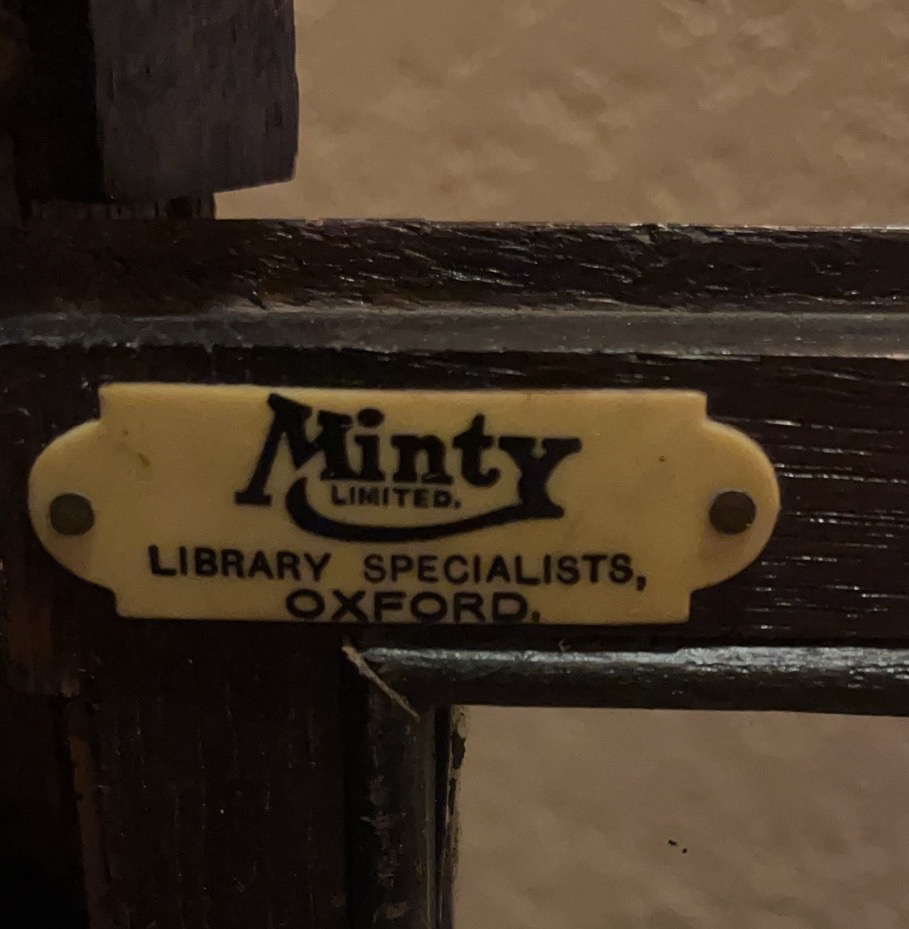 Minty
LIMITED.
LIBRARY SPECIALISTS,
OXFORD.